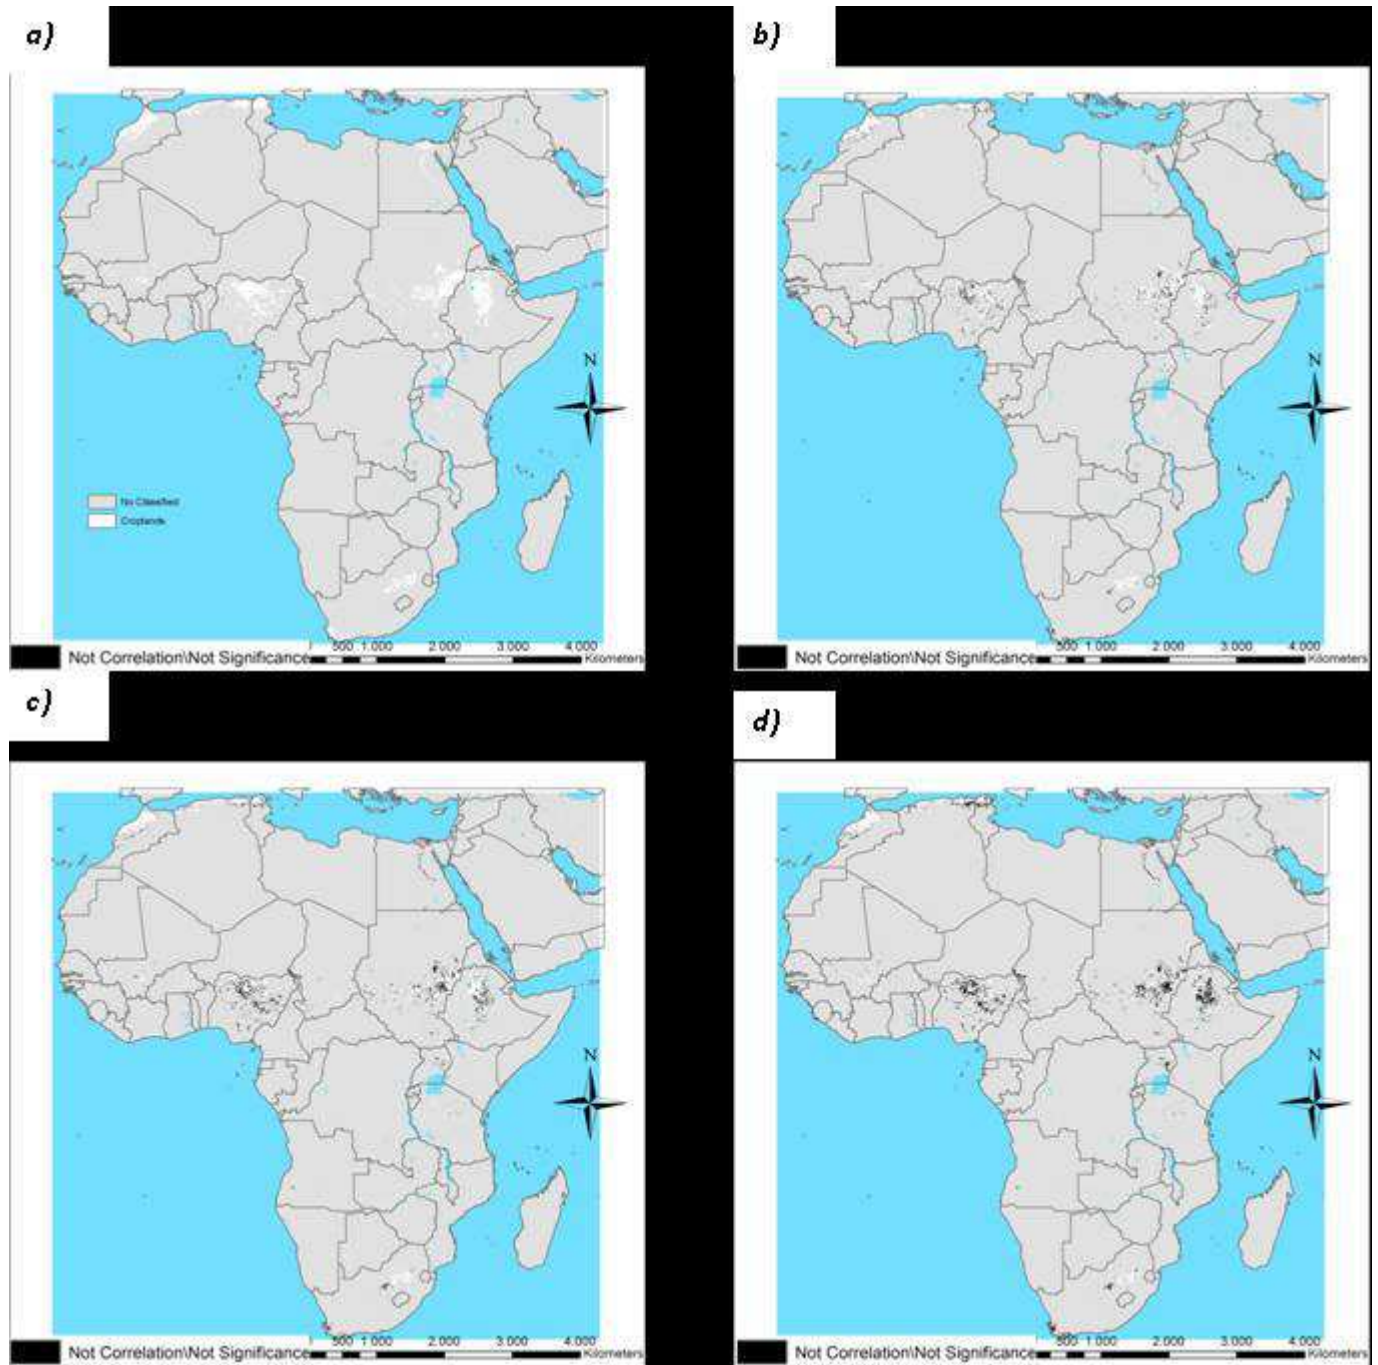 a)
b)
N
N
No Classified
Croplands
500 1.000 2.000 3.000 4.000
Not Correlation\Not Significance
Kilometers
500 1.000 2.000 3.000 4.000
Not Correlation\Not Significance
Kilometers
c)
d)
N
N
500 1.000 2.000 3.000 4.000
Not Correlation\Not Significance
Kilometers
500 1.000 2.000 3.000 4.000
Not Correlation\Not Significance
Kilometers